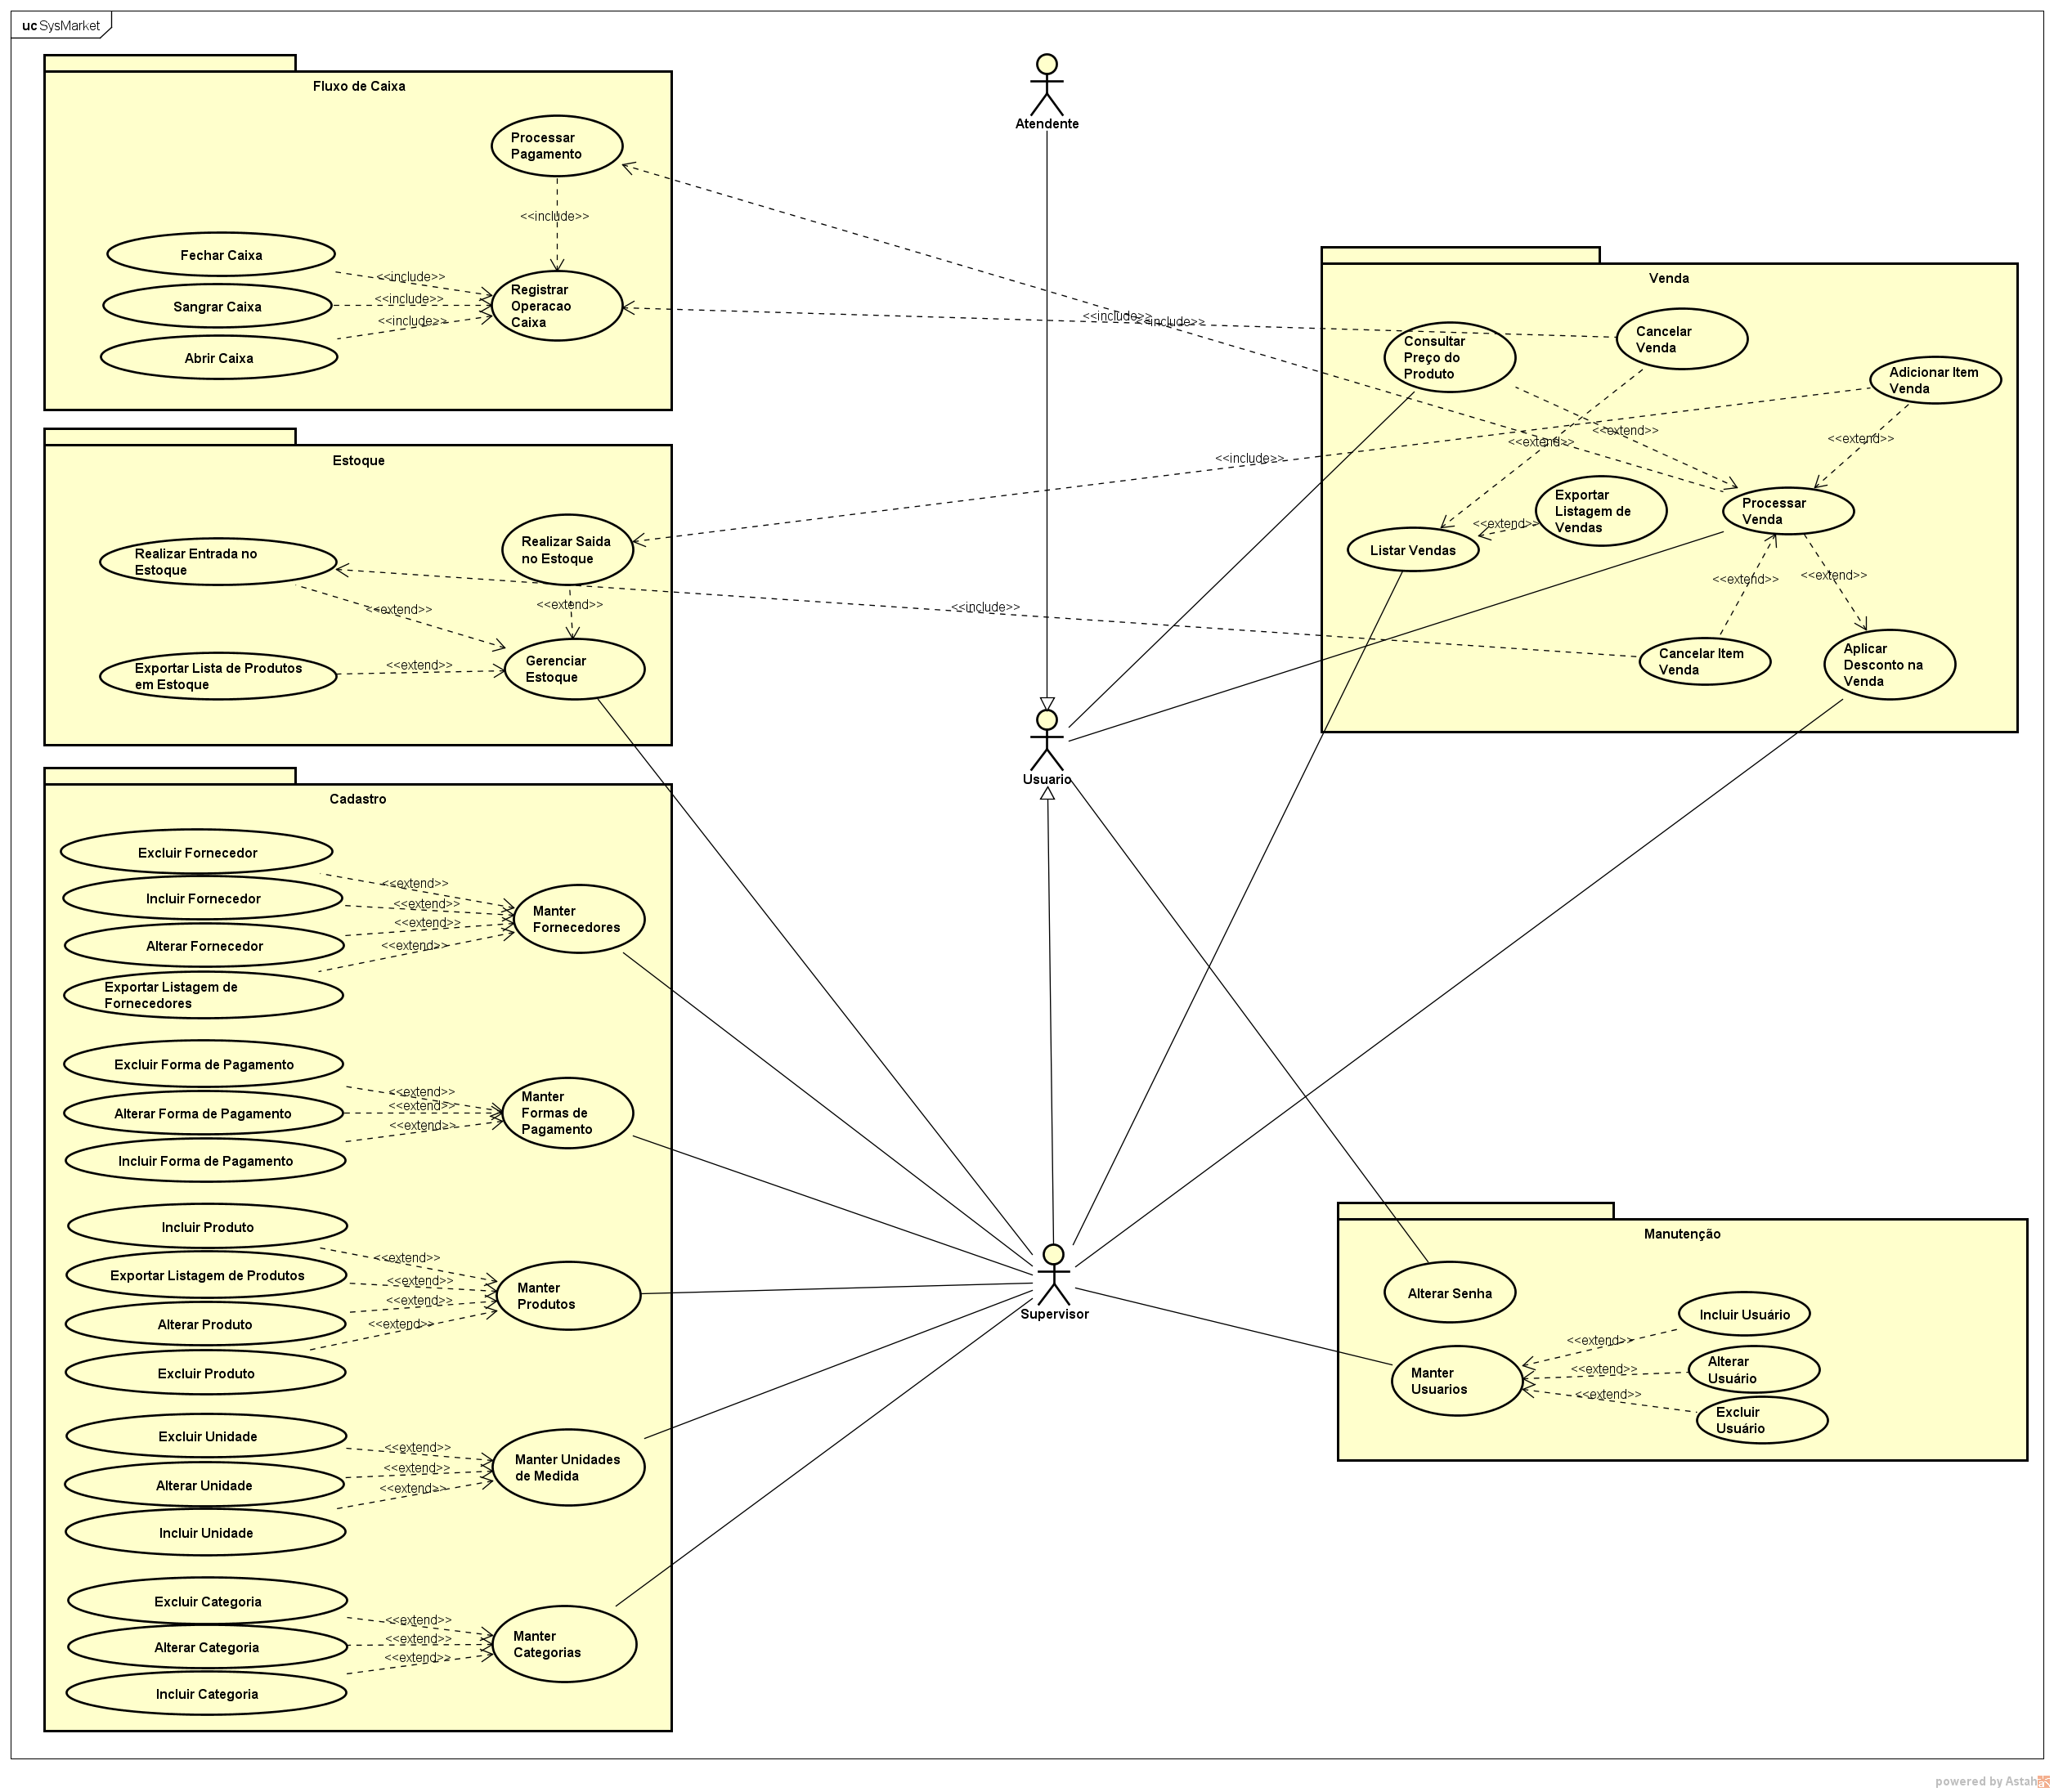 uc SysMarket
Fluxo de Caixa
Processar
Pagamento
<<include>>
Fechar Caixa
<<include>>
Sangrar Caixa
<<include>>
Abrir Caixa
<<include>>
Registrar
Operacao
Caixa
Estoque
Realizar Entrada no
Estoque
Realizar Saida
no Estoque
<<extend>>
<<extend>>
Exportar Lista de Produtos
em Estoque
<<extend>>
Gerenciar
Estoque
Cadastro
Excluir Fornecedor
<<extend>>
Incluir Fornecedor
<<extend>>
Alterar Fornecedor
<<extend>>
Exportar Listagem de
Fornecedores
<<extend>>
Manter
Fornecedores
Excluir Forma de Pagamento
<<extend>>
Alterar Forma de Pagamento
<<extend>>
Incluir Forma de Pagamento
<<extend>>
Manter
Formas de
Pagamento
Incluir Produto
<<extend>>
Exportar Listagem de Produtos
<<extend>>
Alterar Produto
<<extend>>
Excluir Produto
<<extend>>
Manter
Produtos
Excluir Unidade
<<extend>>
Alterar Unidade
<<extend>>
Incluir Unidade
<<extend>>
Manter Unidades
de Medida
Excluir Categoria
<<extend>>
Alterar Categoria
<<extend>>
Incluir Categoria
<<extend>>
Manter
Categorias
Atendente
Usuario
Supervisor
<<include>>
<<include>>
<<include>>
<<include>>
Venda
Consultar
Preço do
Produto
Cancelar
Venda
Adicionar Item
Venda
<<extend>>
<<extend>>
<<extend>>
Exportar
Listagem de
Vendas
<<extend>>
Listar Vendas
Processar
Venda
<<extend>>
<<extend>>
Cancelar Item
Venda
Aplicar
Desconto na
Venda
Manutenção
Alterar Senha
Manter
Usuarios
<<extend>>
Incluir Usuário
<<extend>>
Alterar
Usuário
<<extend>>
Excluir
Usuário
powered by Astah